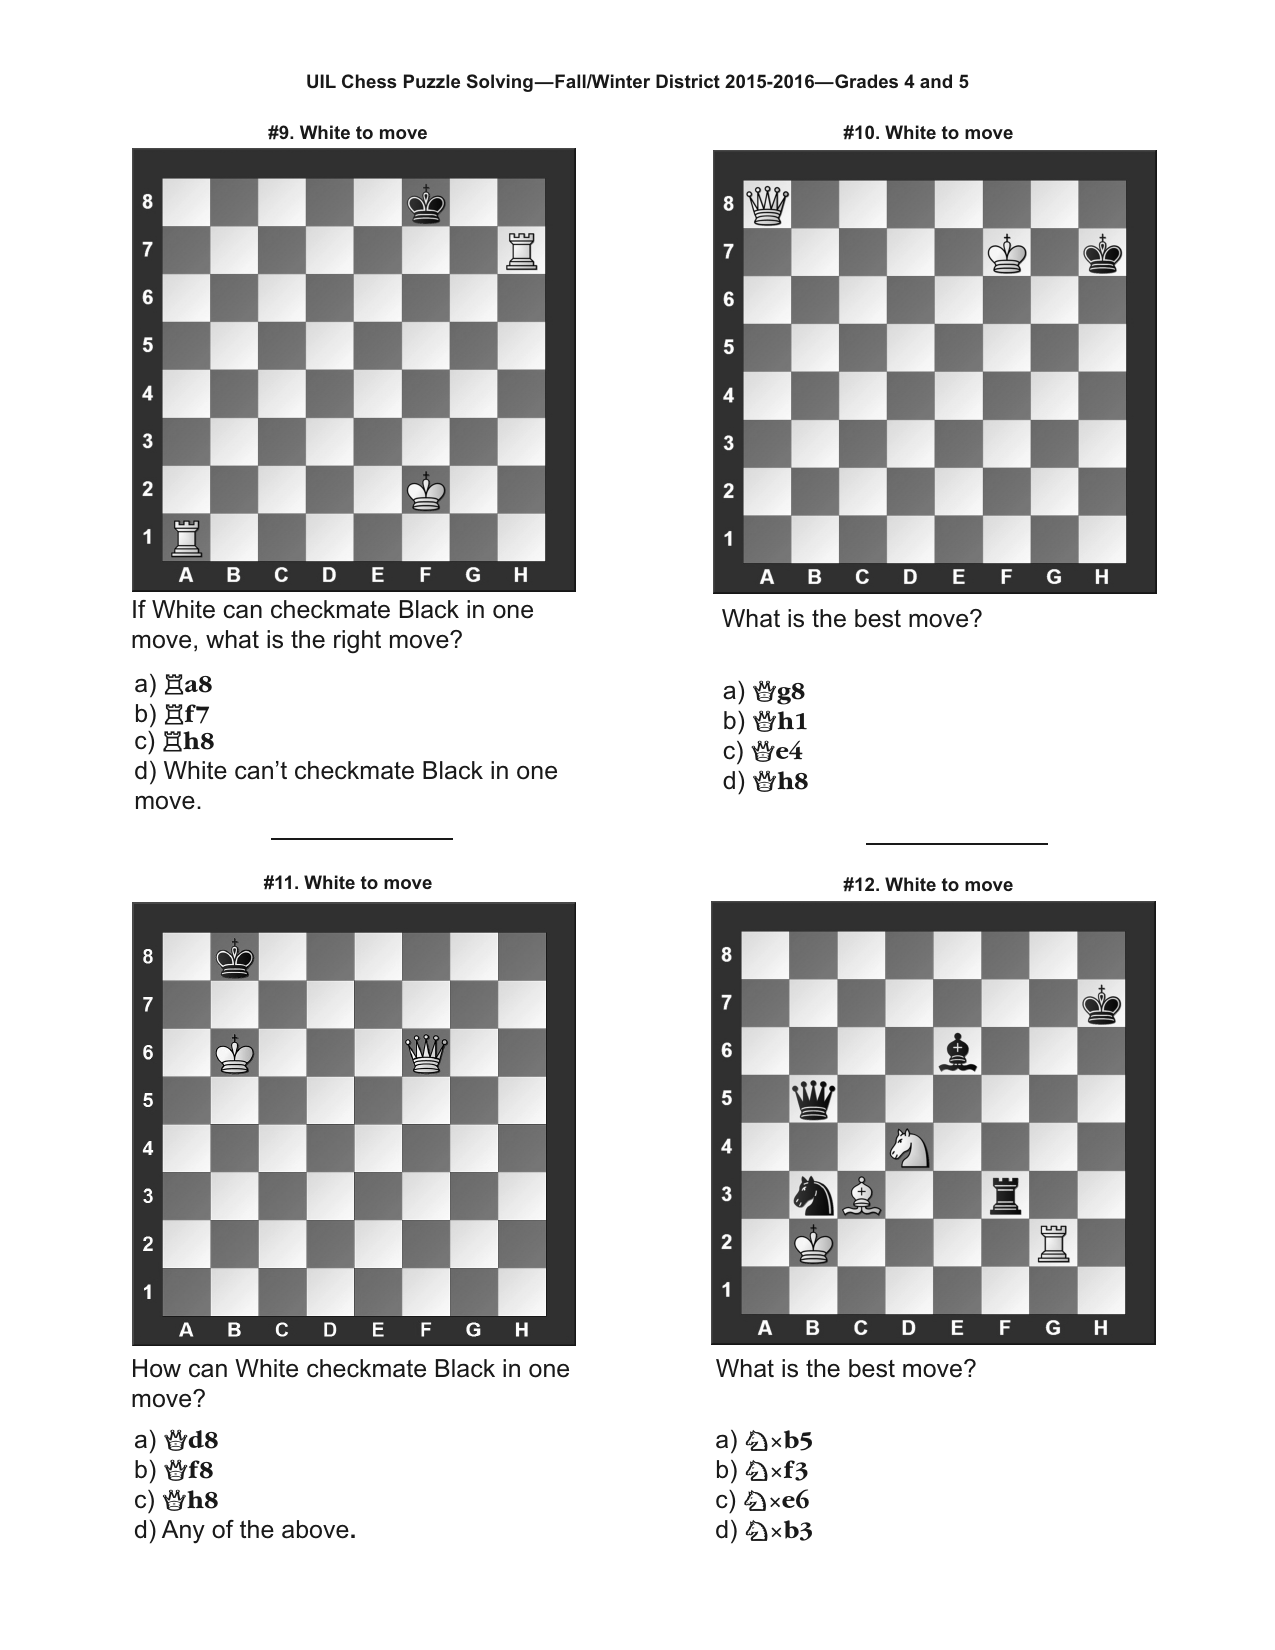 UIL Chess Puzzle Solving—Fall/Winter District 2015-2016—Grades 4 and 5
#9. White to move
8
7
6
5
4
3
2
1
A B C D E F G H
If White can checkmate Black in one
move, what is the right move?
a) ♖a8
b) ♖f7
c) ♖h8
d) White can’t checkmate Black in one
move.
#10. White to move
8
7
6
5
4
3
2
1
A B C D E F G H
What is the best move?
a) ♕g8
b) ♕h1
c) ♕e4
d) ♕h8
#11. White to move
8
7
6
5
4
3
2
1
A B C D E F G H
How can White checkmate Black in one
move?
a) ♕d8
b) ♕f8
c) ♕h8
d) Any of the above.
#12. White to move
8
7
6
5
4
3
2
1
A B C D E F G H
What is the best move?
a) ♘×b5
b) ♘×f3
c) ♘×e6
d) ♘×b3